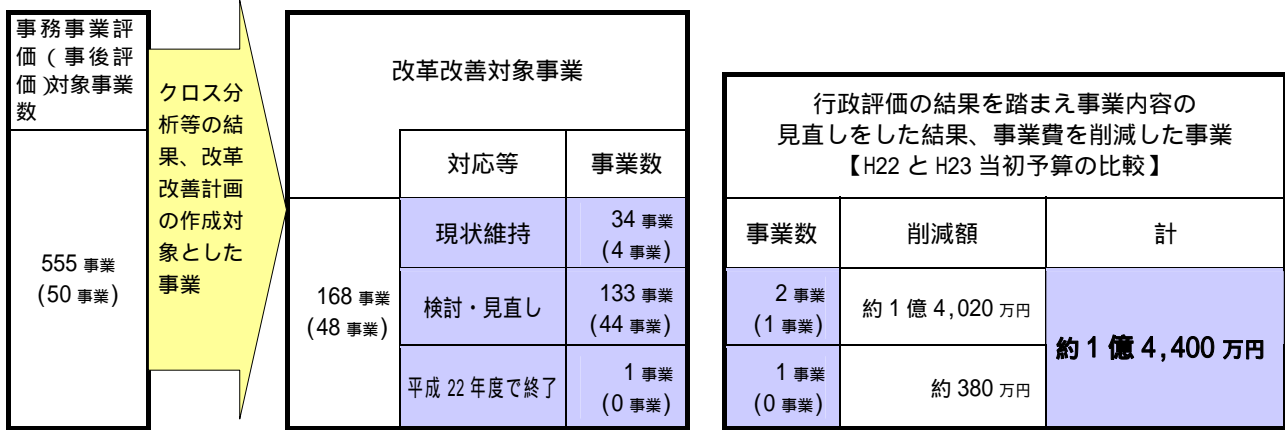 事務事業評
価(事後評
価)対象事業
数
555 事業
(50 事業)
クロス分
析等の結
果、改革
改善計画
の作成対
象とした
事業
改革改善対象事業
対応等
事業数
168 事業
(48 事業)
現状維持
34 事業
(4 事業)
検討・見直し
133 事業
(44 事業)
平成 22 年度で終了
1 事業
(0 事業)
行政評価の結果を踏まえ事業内容の
見直しをした結果、事業費を削減した事業
【H22 と H23 当初予算の比較】
事業数
削減額
計
2 事業
(1 事業)
約 1 億 4,020 万円
約 1 億 4,400 万円
1 事業
(0 事業)
約 380 万円